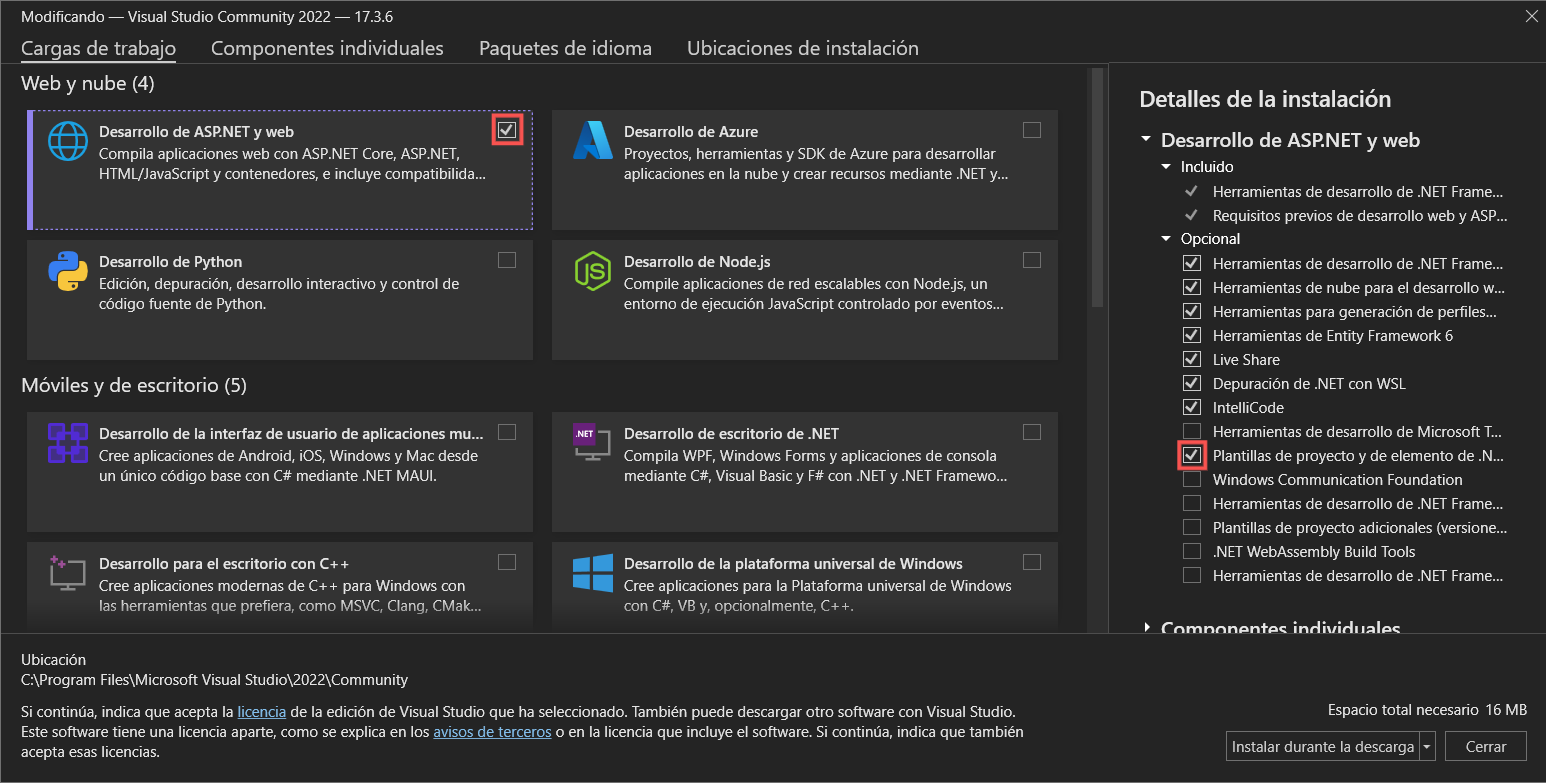 Modificando — Visual Studio Community 2022 — 17.3.6
Cargas de trabajo Componentes individuales Paquetes de idioma Ubicaciones de instalación
Web y nube (4)
Desarrollo de ASP.NET y web
Compila aplicaciones web con ASP.NET Core, ASP.NET,
HTML/JavaScript y contenedores, e incluye compatibilida...
Desarrollo de Azure
Proyectos, herramientas y SDK de Azure para desarrollar
aplicaciones en la nube y crear recursos mediante .NET y...
Desarrollo de Python
Edición, depuración, desarrollo interactivo y control de
código fuente de Python.
Desarrollo de Node.js
Compile aplicaciones de red escalables con Node.js, un
entorno de ejecución JavaScript controlado por eventos...
Móviles y de escritorio (5)
Desarrollo de la interfaz de usuario de aplicaciones mu...
Cree aplicaciones de Android, iOS, Windows y Mac desde
un único código base con C# mediante .NET MAUI.
.NET
Desarrollo de escritorio de .NET
Compila WPF, Windows Forms y aplicaciones de consola
mediante C#, Visual Basic y F# con .NET y .NET Framewo...
Desarrollo para el escritorio con C++
Cree aplicaciones modernas de C++ para Windows con
las herramientas que prefiera, como MSVC, Clang, CMak...
Desarrollo de la plataforma universal de Windows
Cree aplicaciones para la Plataforma universal de Windows
con C#, VB y, opcionalmente, C++.
Detalles de la instalación
Desarrollo de ASP.NET y web
Incluido
Herramientas de desarrollo de .NET Frame...
Requisitos previos de desarrollo web y ASP...
Opcional
Herramientas de desarrollo de .NET Frame...
Herramientas de nube para el desarrollo w...
Herramientas para generación de perfiles...
Herramientas de Entity Framework 6
Live Share
Depuración de .NET con WSL
IntelliCode
Herramientas de desarrollo de Microsoft T...
Plantillas de proyecto y de elemento de .N...
Windows Communication Foundation
Herramientas de desarrollo de .NET Frame...
Plantillas de proyecto adicionales (versione...
.NET WebAssembly Build Tools
Herramientas de desarrollo de .NET Frame...
Componentes individuales
Ubicación
C:\Program Files\Microsoft Visual Studio\2022\Community
Si continúa, indica que acepta la licencia de la edición de Visual Studio que ha seleccionado. También puede descargar otro software con Visual Studio.
Este software tiene una licencia aparte, como se explica en los avisos de terceros o en la licencia que incluye el software. Si continúa, indica que también
acepta esas licencias.
Espacio total necesario 16 MB
Instalar durante la descarga
Cerrar